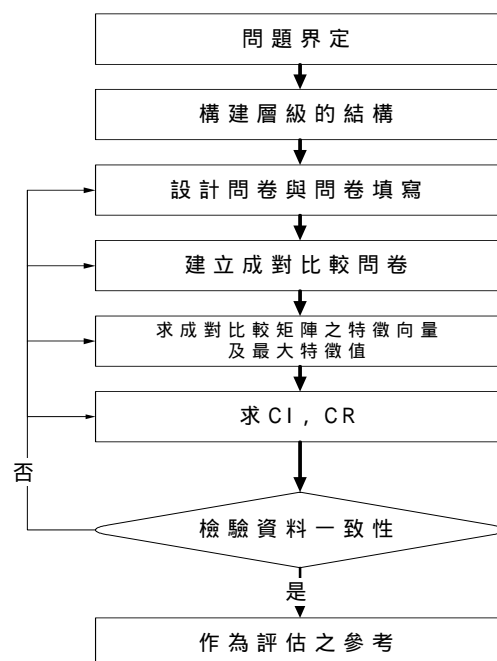 問題界定
構建層級的結構
設計問卷與問卷填寫
建立成對比較問卷
求成對比較矩陣之特徵向量
及最大特徵值
求CI, CR
否
檢驗資料一致性
是
作為評估之參考